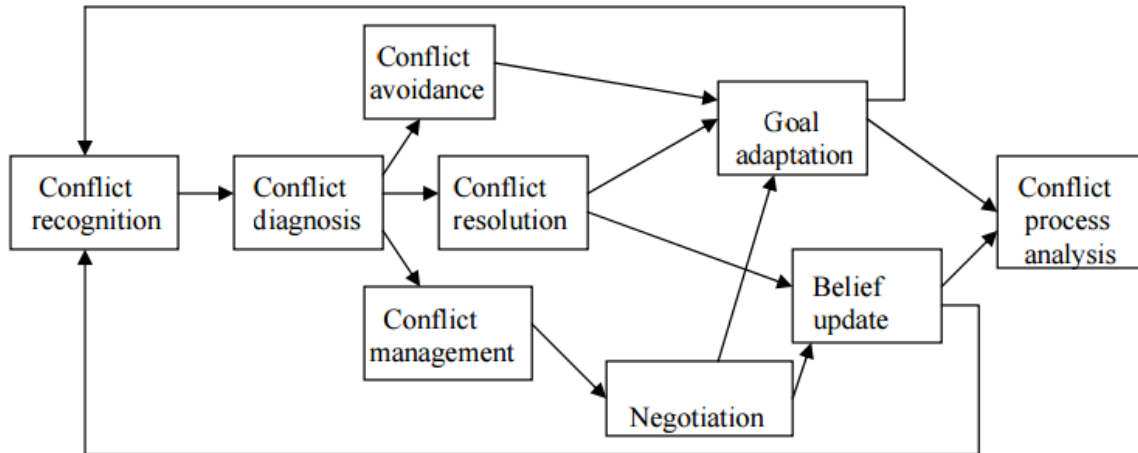 Conflict
avoidance
Goal
adaptation
Conflict
recognition
Conflict
diagnosis
Conflict
resolution
Conflict
process
analysis
Conflict
management
Belief
update
Negotiation